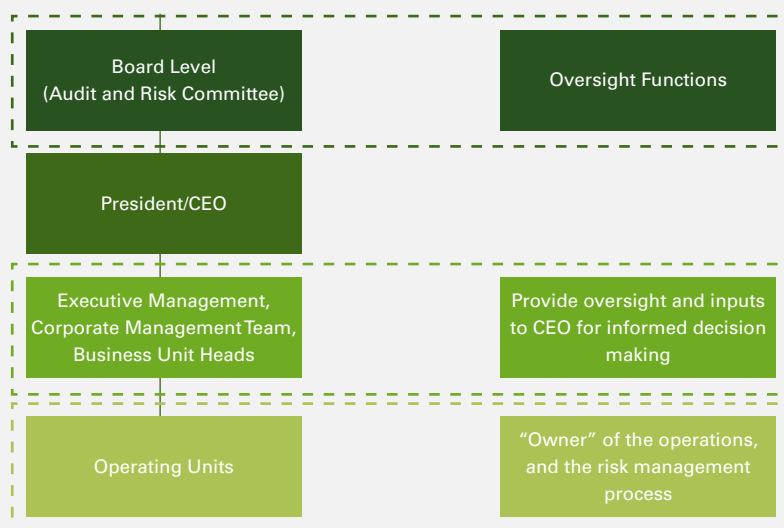 Board Level
(Audit and Risk Committee)
Oversight Functions
President/CEO
Executive Management,
Corporate Management Team,
Business Unit Heads
Provide oversight and inputs
to CEO for informed decision
making
Operating Units
“Owner” of the operations,
and the risk management
process